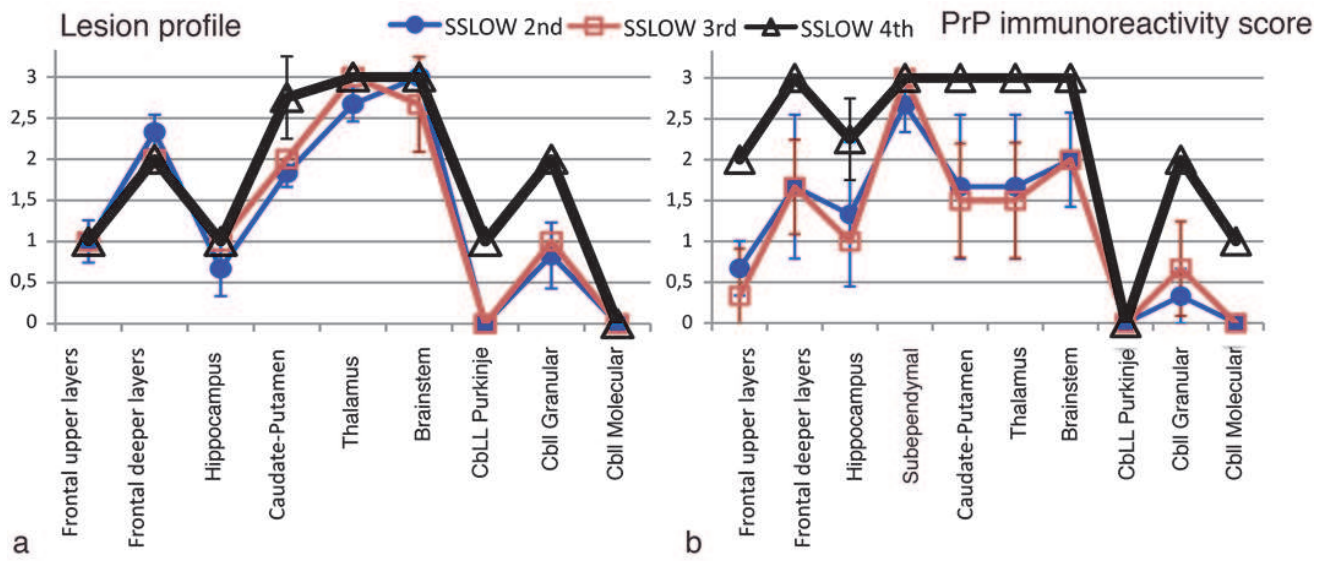 Lesion profile
SSLOW 2nd SSLOW 3rd SSLOW 4th
PrP immunoreactivity score
3
2,5
2
1,5
1
0,5
0
Frontal upper layers
Frontal deeper layers
Hippocampus
Caudate-Putamen
Thalamus
Brainstem
CbLL Purkinje
Cbll Granular
Cbll Molecular
a
3
2,5
2
1,5
1
0,5
0
Frontal upper layers
Frontal deeper layers
Hippocampus
Subependymal
Caudate-Putamen
Thalamus
Brainstem
CbLL Purkinje
Cbll Granular
Cbll Molecular
b